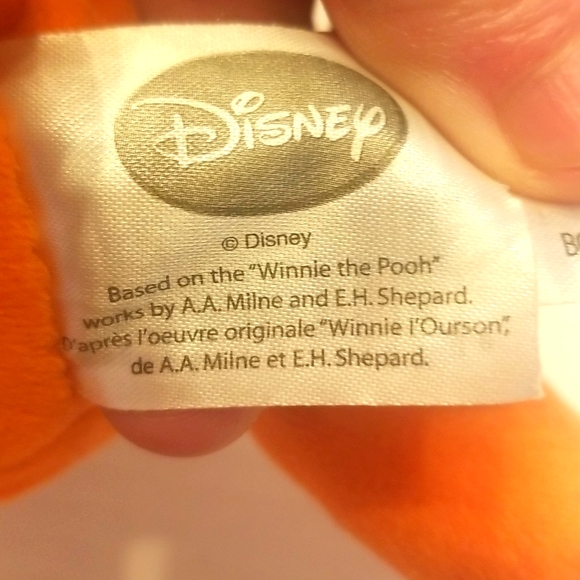 Disney
© Disney
Based on the "Winnie the Pooh"
works by A.A. Milne and E.H. Shepard.
D'après l'oeuvre originale "Winnie l'Ourson",
de A.A. Milne et E.H. Shepard.